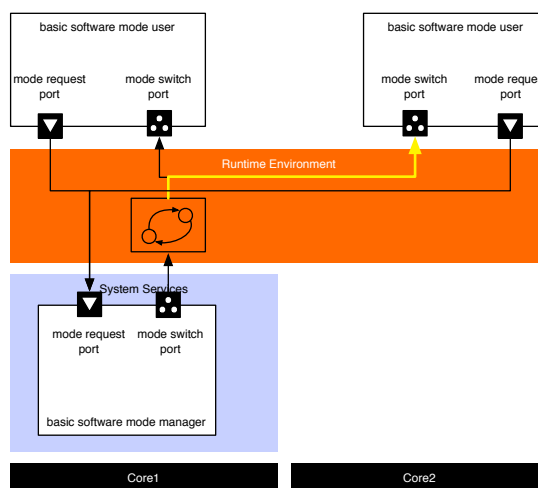 basic software mode user
basic software mode user
mode request
port
mode switch
port
mode switch
port
mode reque
port
Runtime Environment
System Services
mode request
port
mode switch
port
basic software mode manager
Core1
Core2